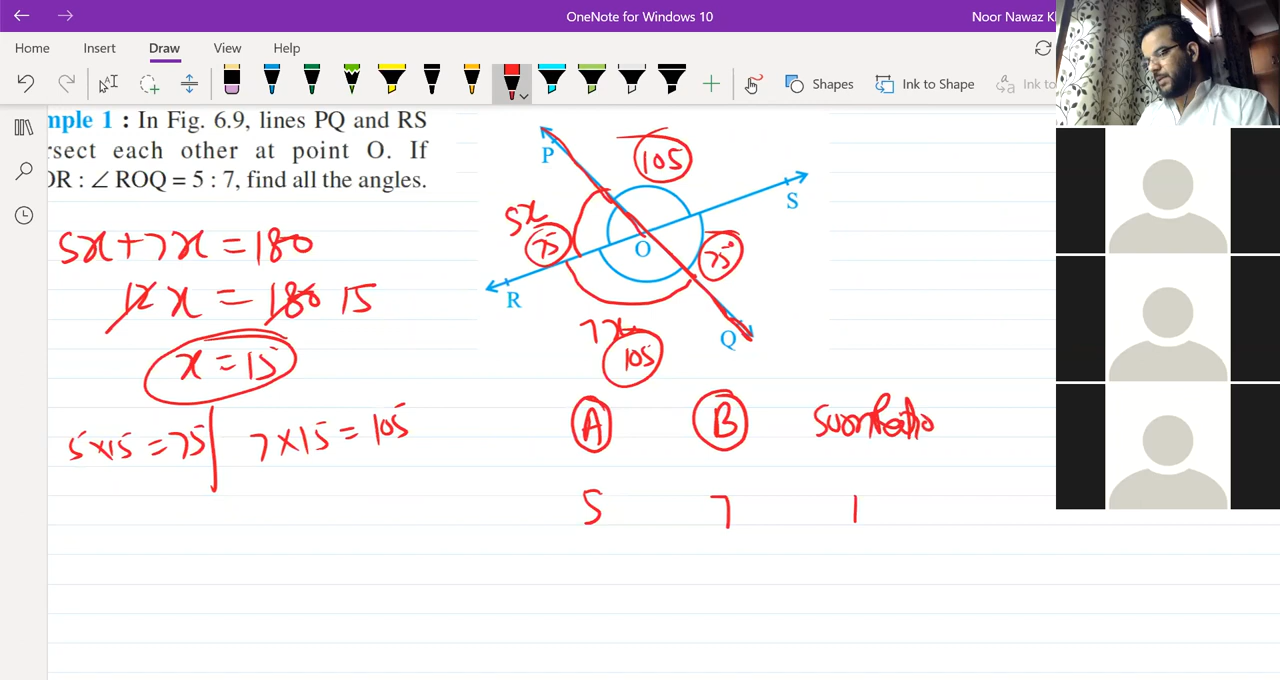 OneNote for Windows 10
Noor Nawaz Kh
Home Insert Draw View Help
Shapes Ink to Shape Ink to
mple 1 : In Fig. 6.9, lines PQ and RS
rsect each other at point O. If
OR : ∠ ROQ = 5 : 7, find all the angles.
5x+7x=180
12x=180 15
x=15
5×15=75 7×15=105
P
105
S
5x
75
O
75°
R
7x
105
Q
A B
5 7 1